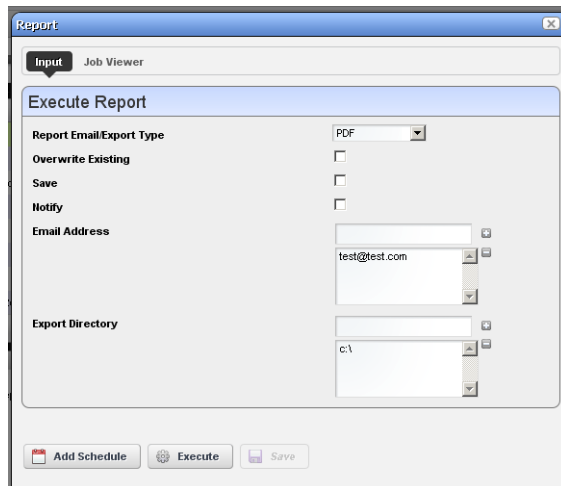 Report
Input Job Viewer
Execute Report
Report Email/Export Type PDF
Overwrite Existing
Save
Notify
Email Address
test@test.com
Export Directory
c:\
Add Schedule Execute Save